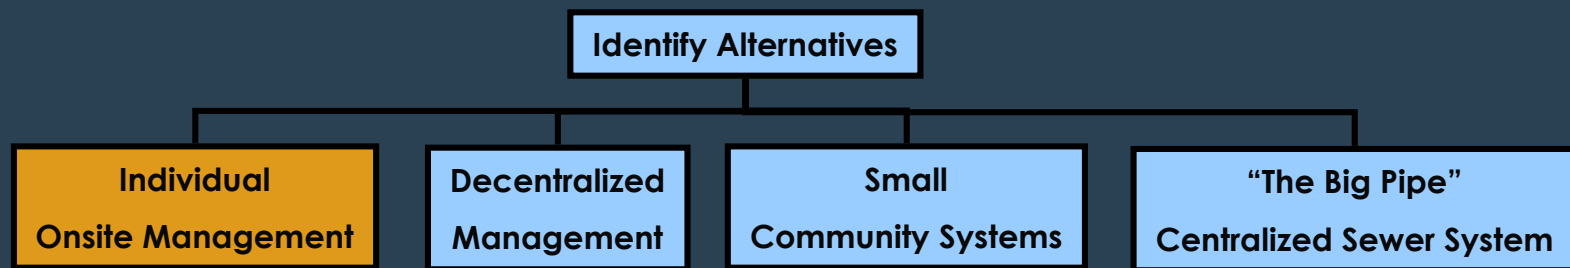 Identify Alternatives
Individual
Onsite Management
Decentralized
Management
Small
Community Systems
“The Big Pipe”
Centralized Sewer System